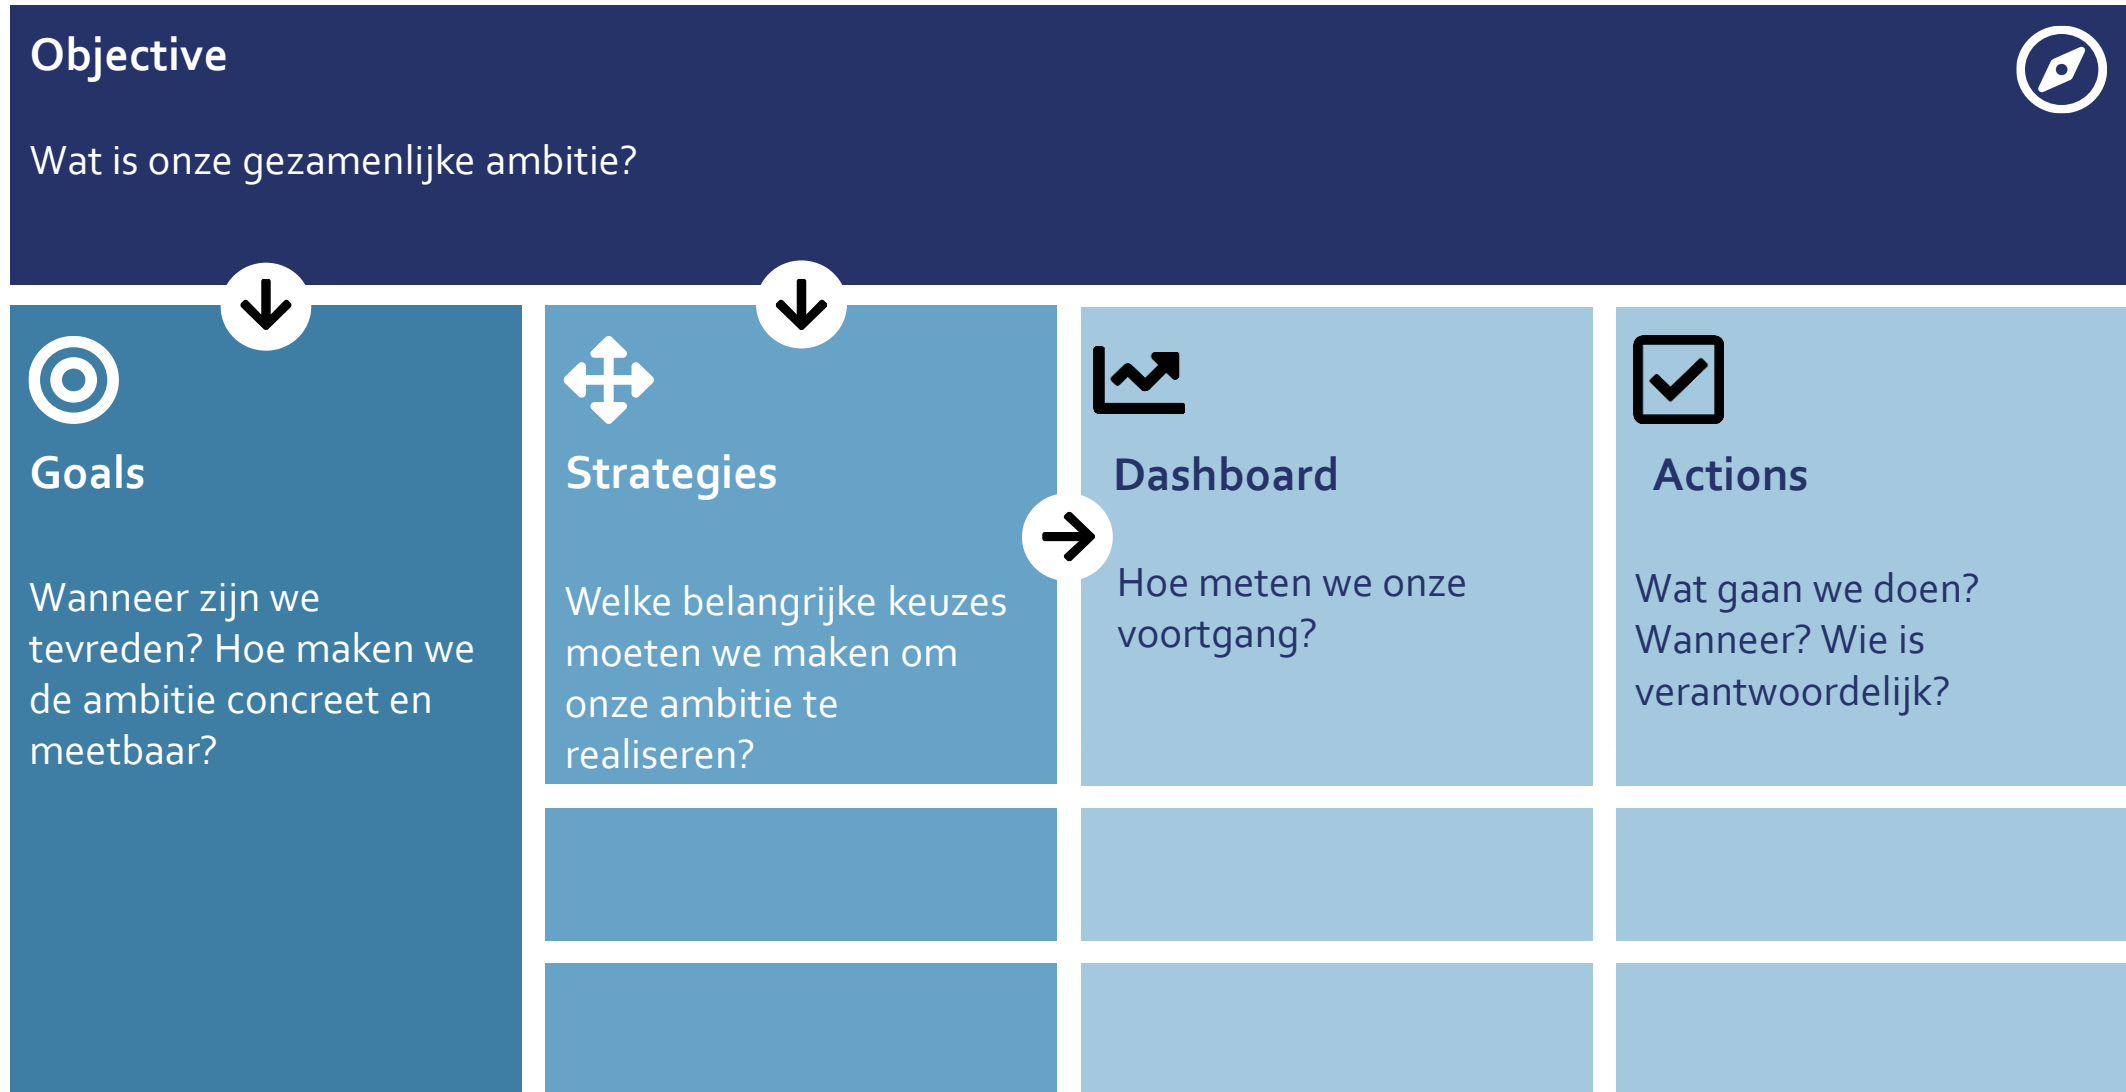 Objective
Wat is onze gezamenlijke ambitie?
Goals
Wanneer zijn we
tevreden? Hoe maken we
de ambitie concreet en
meetbaar?
Strategies
Welke belangrijke keuzes
moeten we maken om
onze ambitie te
realiseren?
Dashboard
Hoe meten we onze
voortgang?
Actions
Wat gaan we doen?
Wanneer? Wie is
verantwoordelijk?